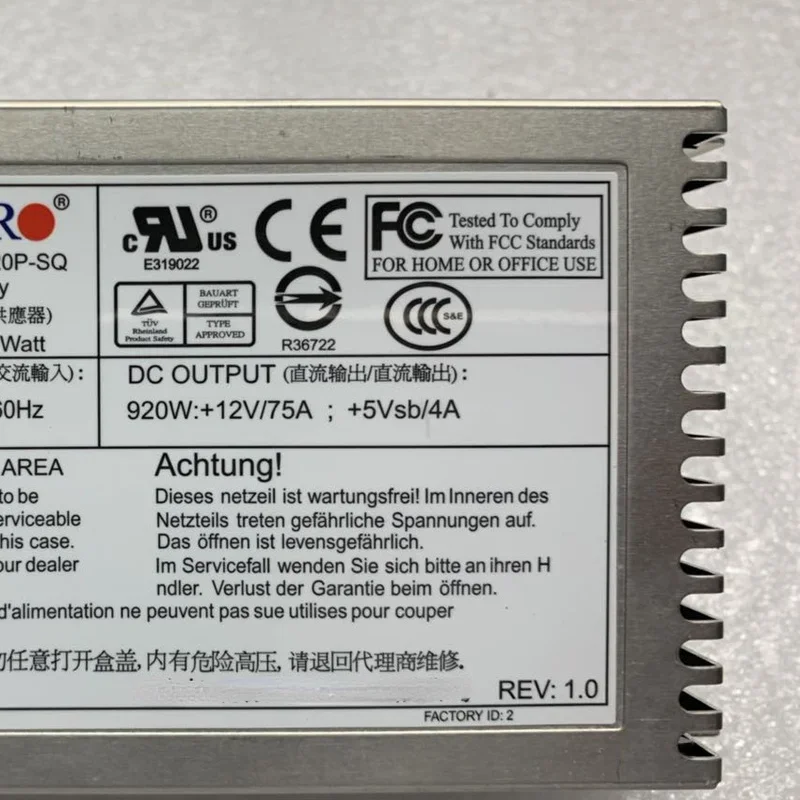 RO®
20P-SQ
y
供應器)
Watt
c RU® US
E319022
CE
FC Tested To Comply
With FCC Standards
FOR HOME OR OFFICE USE
TÜV
Rheinland
Product Safety
BAUART
GEPRÜFT
TYPE
APPROVED
R36722
CCC S&E
交流輸入):
60Hz
DC OUTPUT (直流输出/直流輸出):
920W:+12V/75A ; +5Vsb/4A
AREA
to be
erviceable
his case.
our dealer
Achtung!
Dieses netzeil ist wartungsfrei! Im Inneren des
Netzteils treten gefährliche Spannungen auf.
Das öffnen ist levensgefährlich.
Im Servicefall wenden Sie sich bitte an ihren H
ndler. Verlust der Garantie beim öffnen.
d'alimentation ne peuvent pas sue utilises pour couper
勿任意打开盒盖, 内有危险高压, 请退回代理商维修.
REV: 1.0
FACTORY ID: 2